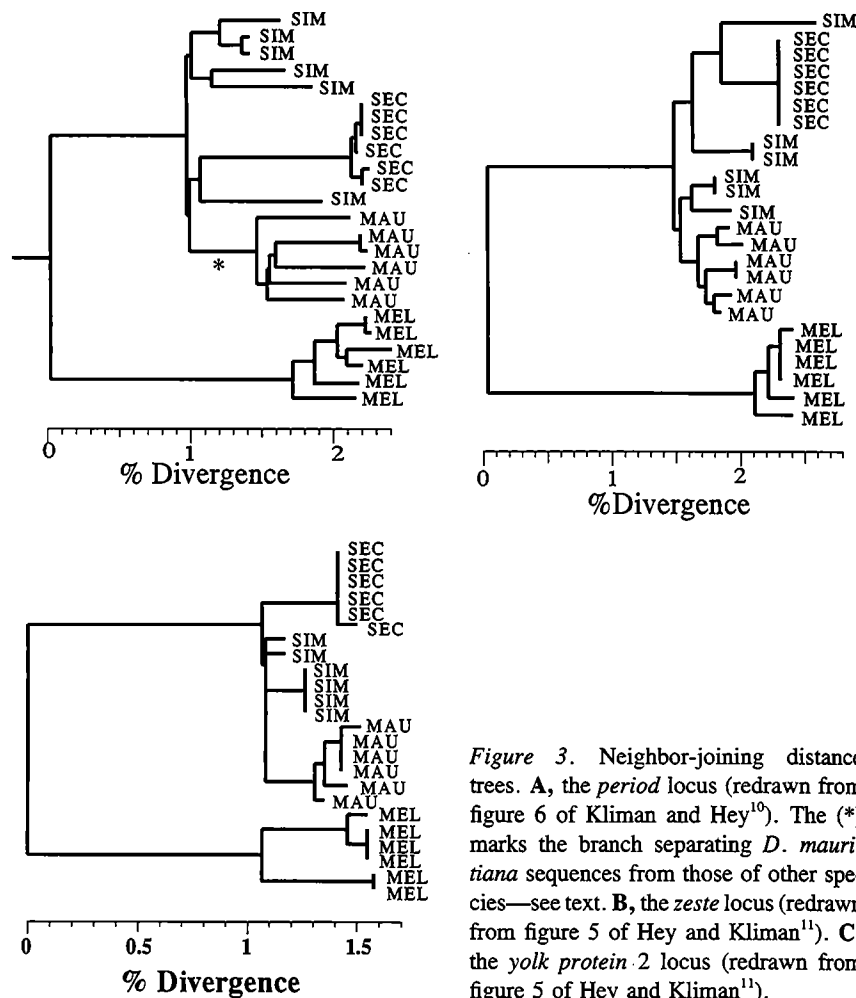 SIM
SIM
SIM
SIM
SIM
SEC
SEC
SEC
SEC
SEC
SEC
SIM
MAU
MAU
MAU
MAU
MAU
MAU
*
MEL
MEL
MEL
MEL
MEL
MEL
0 1 2
% Divergence
SIM
SEC
SEC
SEC
SEC
SEC
SEC
SIM
SIM
SIM
SIM
SIM
MAU
MAU
MAU
MAU
MAU
MAU
MEL
MEL
MEL
MEL
MEL
MEL
0 1 2
%Divergence
SEC
SEC
SEC
SEC
SEC
SEC
SIM
SIM
SIM
SIM
SIM
SIM
MAU
MAU
MAU
MAU
MAU
MAU
MEL
MEL
MEL
MEL
MEL
MEL
0 0.5 1 1.5
% Divergence
Figure 3. Neighbor-joining distance
trees. A, the period locus (redrawn from
figure 6 of Kliman and Hey10). The (*)
marks the branch separating D. mauri-
tiana sequences from those of other spe-
cies—see text. B, the zeste locus (redrawn
from figure 5 of Hey and Kliman11). C,
the yolk protein 2 locus (redrawn from
figure 5 of Hey and Kliman11).